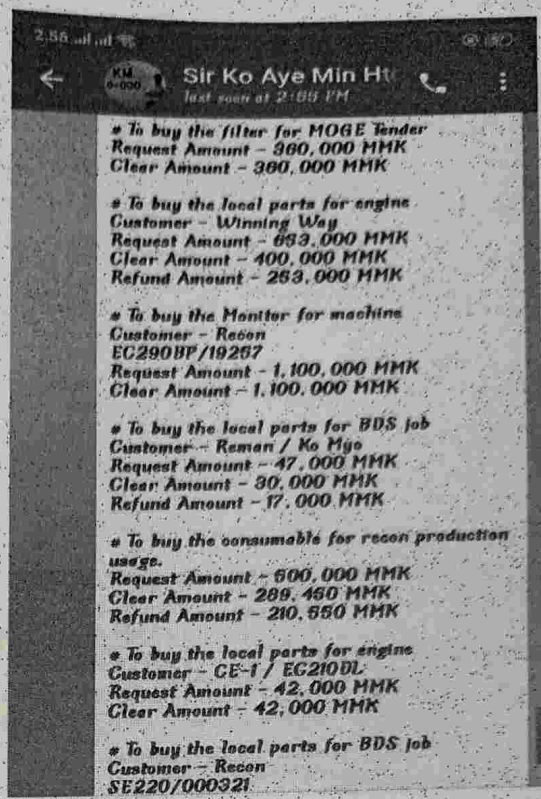 2:56
Sir Ko Aye Min Ht
last seen at 2:55 PM
KM
0+000
# To buy the filter for MOGE Tender
Request Amount - 360,000 MMK
Clear Amount - 360,000 MMK
# To buy the local parts for engine
Customer - Winning Way
Request Amount - 653,000 MMK
Clear Amount - 400,000 MMK
Refund Amount - 253,000 MMK
# To buy the Monitor for machine
Customer - Recon
EC290BP/19257
Request Amount - 1,100,000 MMK
Clear Amount - 1,100,000 MMK
# To buy the local parts for BDS job
Customer - Reman / Ko Myo
Request Amount - 47,000 MMK
Clear Amount - 30,000 MMK
Refund Amount - 17,000 MMK
# To buy the consumable for recon production
usage.
Request Amount - 500,000 MMK
Clear Amount - 289,450 MMK
Refund Amount - 210,550 MMK
# To buy the local parts for engine
Customer - CE-1 / EC210DL
Request Amount - 42,000 MMK
Clear Amount - 42,000 MMK
# To buy the local parts for BDS job
Customer - Recon
SE220/000321